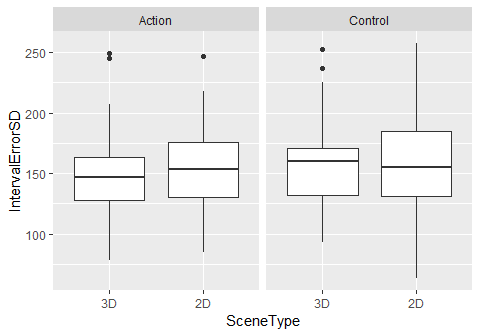 Action Control
250
200
150
100
IntervalErrorSD
3D 2D 3D 2D
SceneType